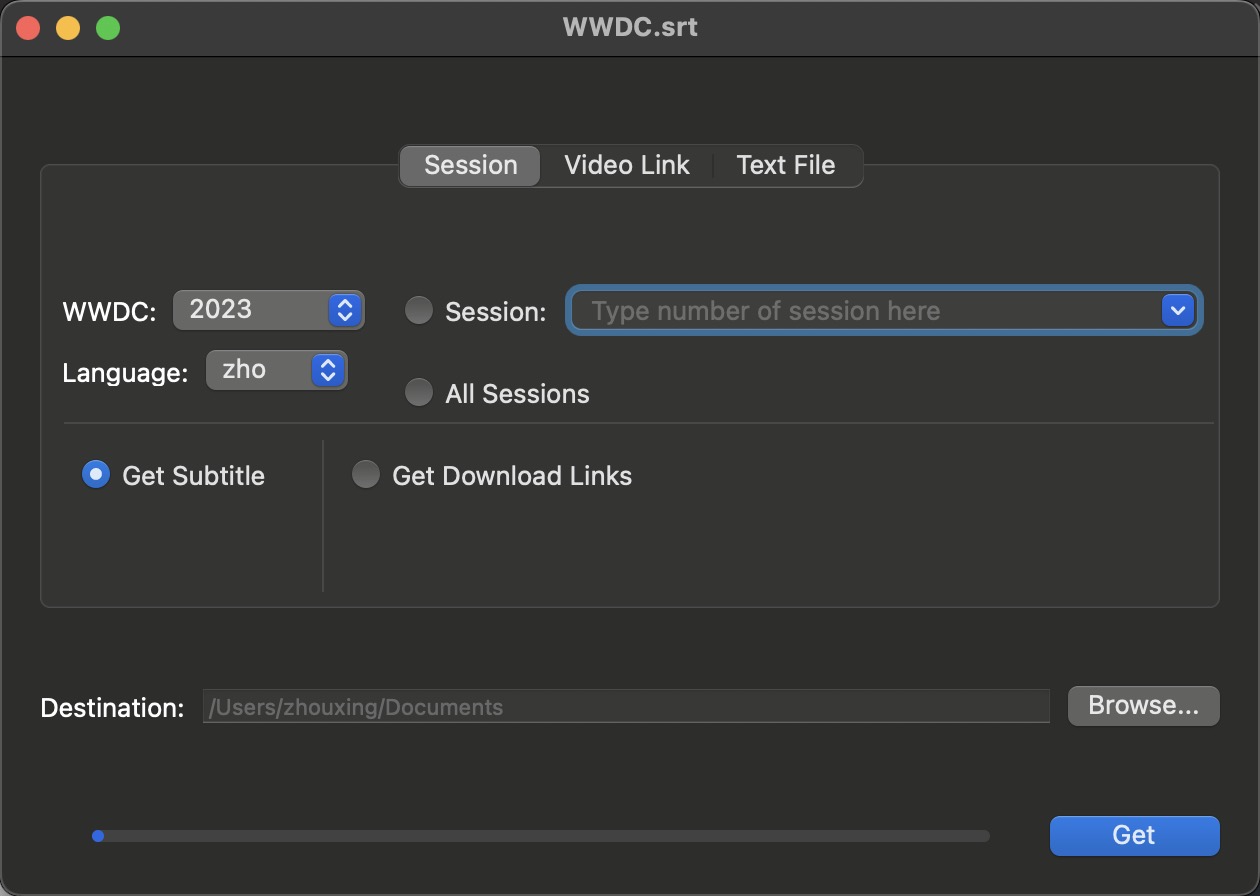 WWDC.srt
Session Video Link Text File
WWDC: 2023 Session: Type number of session here
Language: zho
All Sessions
Get Subtitle Get Download Links
Destination: /Users/zhouxing/Documents Browse...
Get